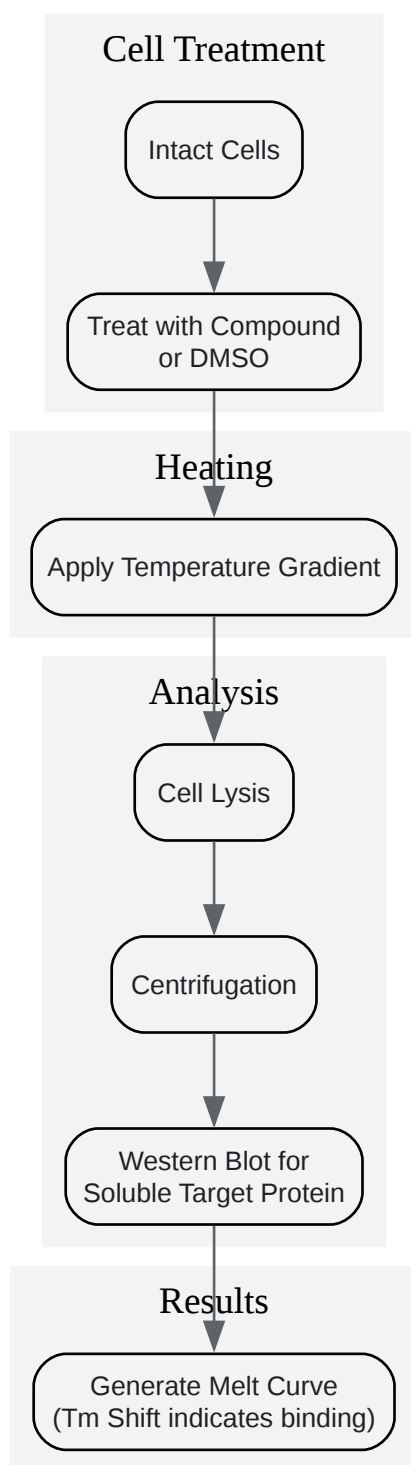 Cell Treatment
Intact Cells
Treat with Compound
or DMSO
Heating
Apply Temperature Gradient
Analysis
Cell Lysis
Centrifugation
Western Blot for
Soluble Target Protein
Results
Generate Melt Curve
(Tm Shift indicates binding)